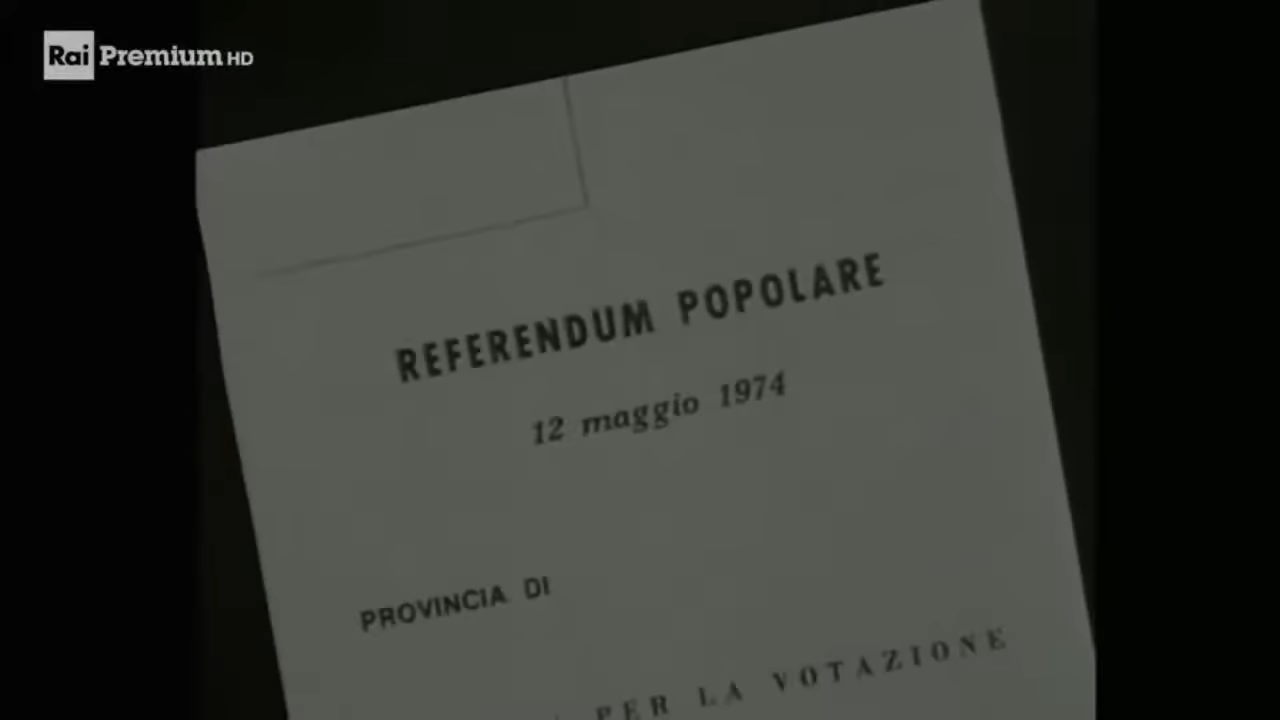 Rai Premium HD
REFERENDUM POPOLARE
12 maggio 1974
PROVINCIA DI
PER LA VOTAZIONE